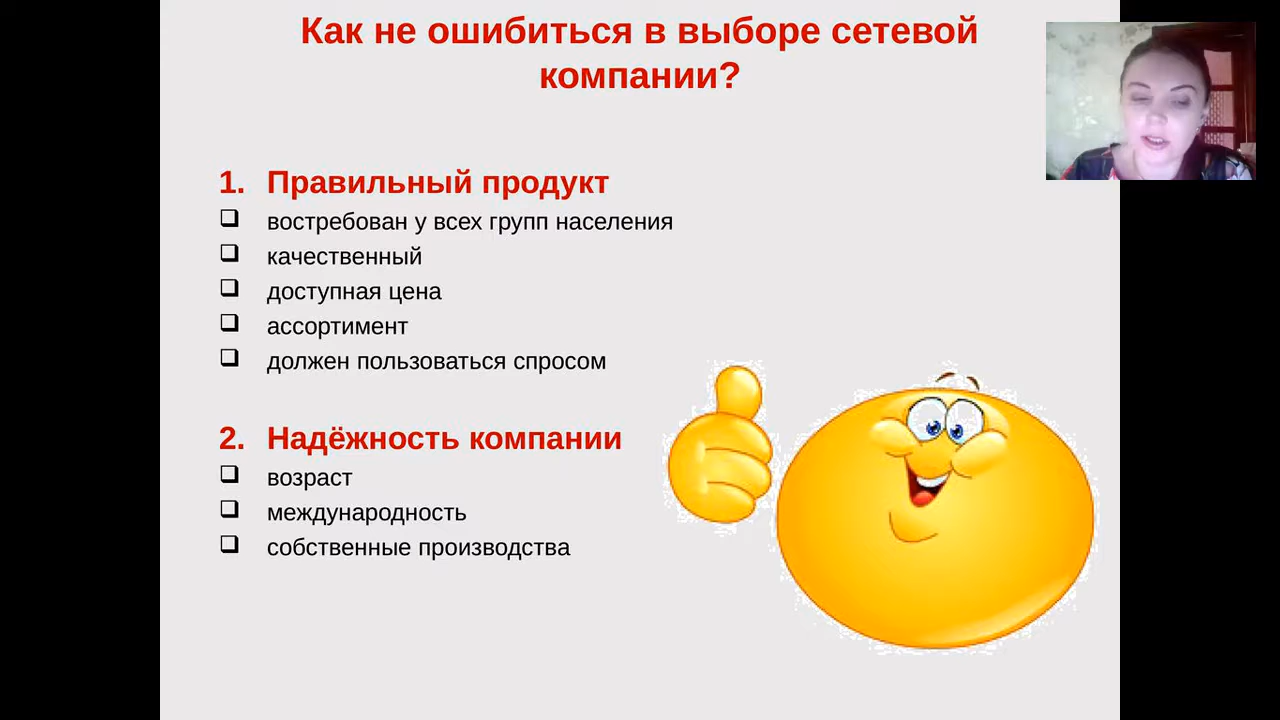 Как не ошибиться в выборе сетевой
компании?
1. Правильный продукт
востребован у всех групп населения
качественный
доступная цена
ассортимент
должен пользоваться спросом
2. Надёжность компании
возраст
международность
собственные производства